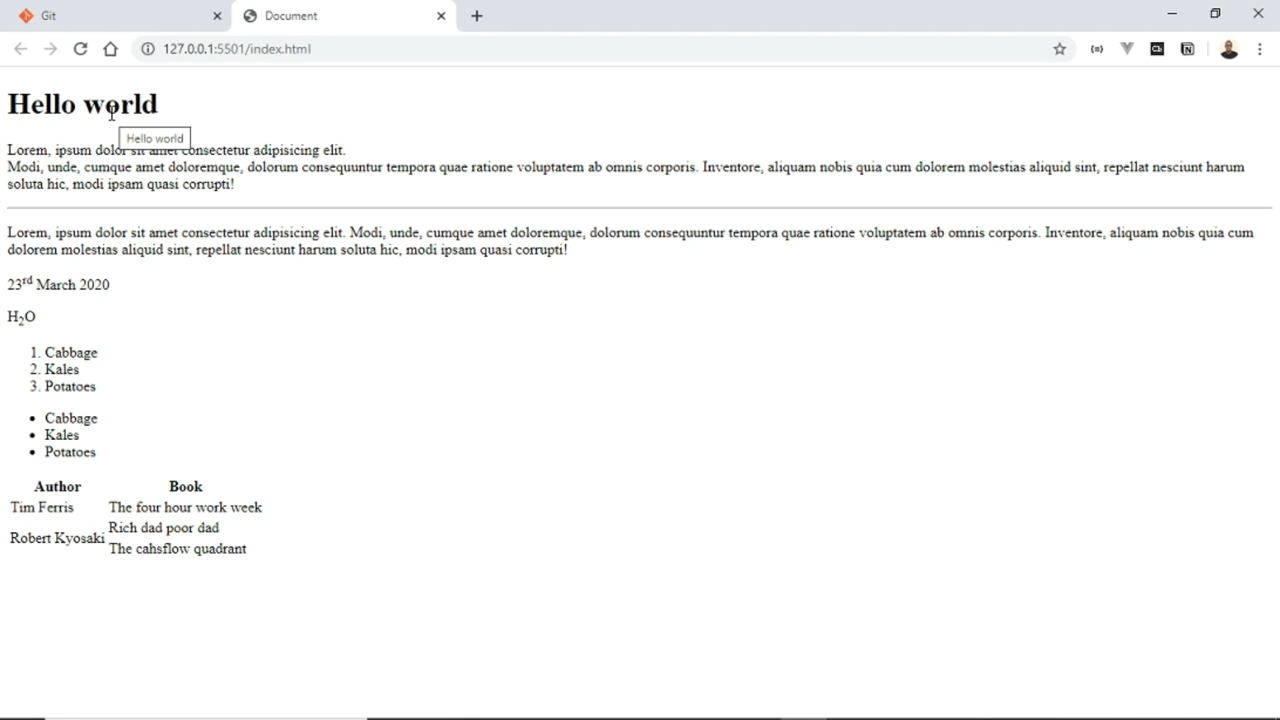 Git
Document
127.0.0.1:5501/index.html
Hello world
Hello world
Lorem, ipsum dolor sit amet consectetur adipisicing elit.
Modi, unde, cumque amet doloremque, dolorum consequuntur tempora quae ratione voluptatem ab omnis corporis. Inventore, aliquam nobis quia cum dolorem molestias aliquid sint, repellat nesciunt harum
soluta hic, modi ipsam quasi corrupti!
Lorem, ipsum dolor sit amet consectetur adipisicing elit. Modi, unde, cumque amet doloremque, dolorum consequuntur tempora quae ratione voluptatem ab omnis corporis. Inventore, aliquam nobis quia cum
dolorem molestias aliquid sint, repellat nesciunt harum soluta hic, modi ipsam quasi corrupti!
23rd March 2020
H2O
1. Cabbage
2. Kales
3. Potatoes
• Cabbage
• Kales
• Potatoes
Author Book
Tim Ferris The four hour work week
Robert Kyosaki Rich dad poor dad
The cahsflow quadrant